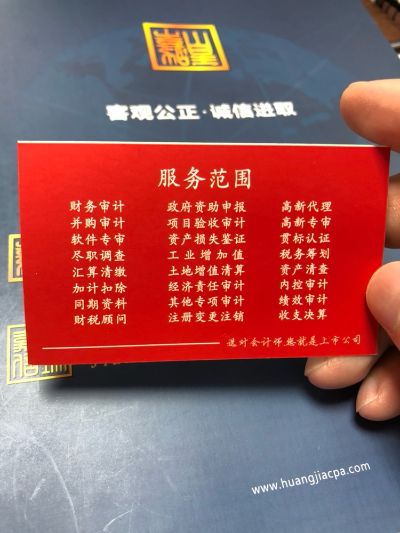 客观公正·诚信进取
服务范围
财务审计 政府资助申报 高新代理
并购审计 项目验收审计 高新专审
软件专审 资产损失鉴证 贯标认证
尽职调查 工业增加值 税务筹划
汇算清缴 土地增值清算 资产清查
加计扣除 经济责任审计 内控审计
同期资料 其他专项审计 绩效审计
财税顾问 注册变更注销 收支决算
选对会计师您就是上市公司
www.huangjiacpa.com